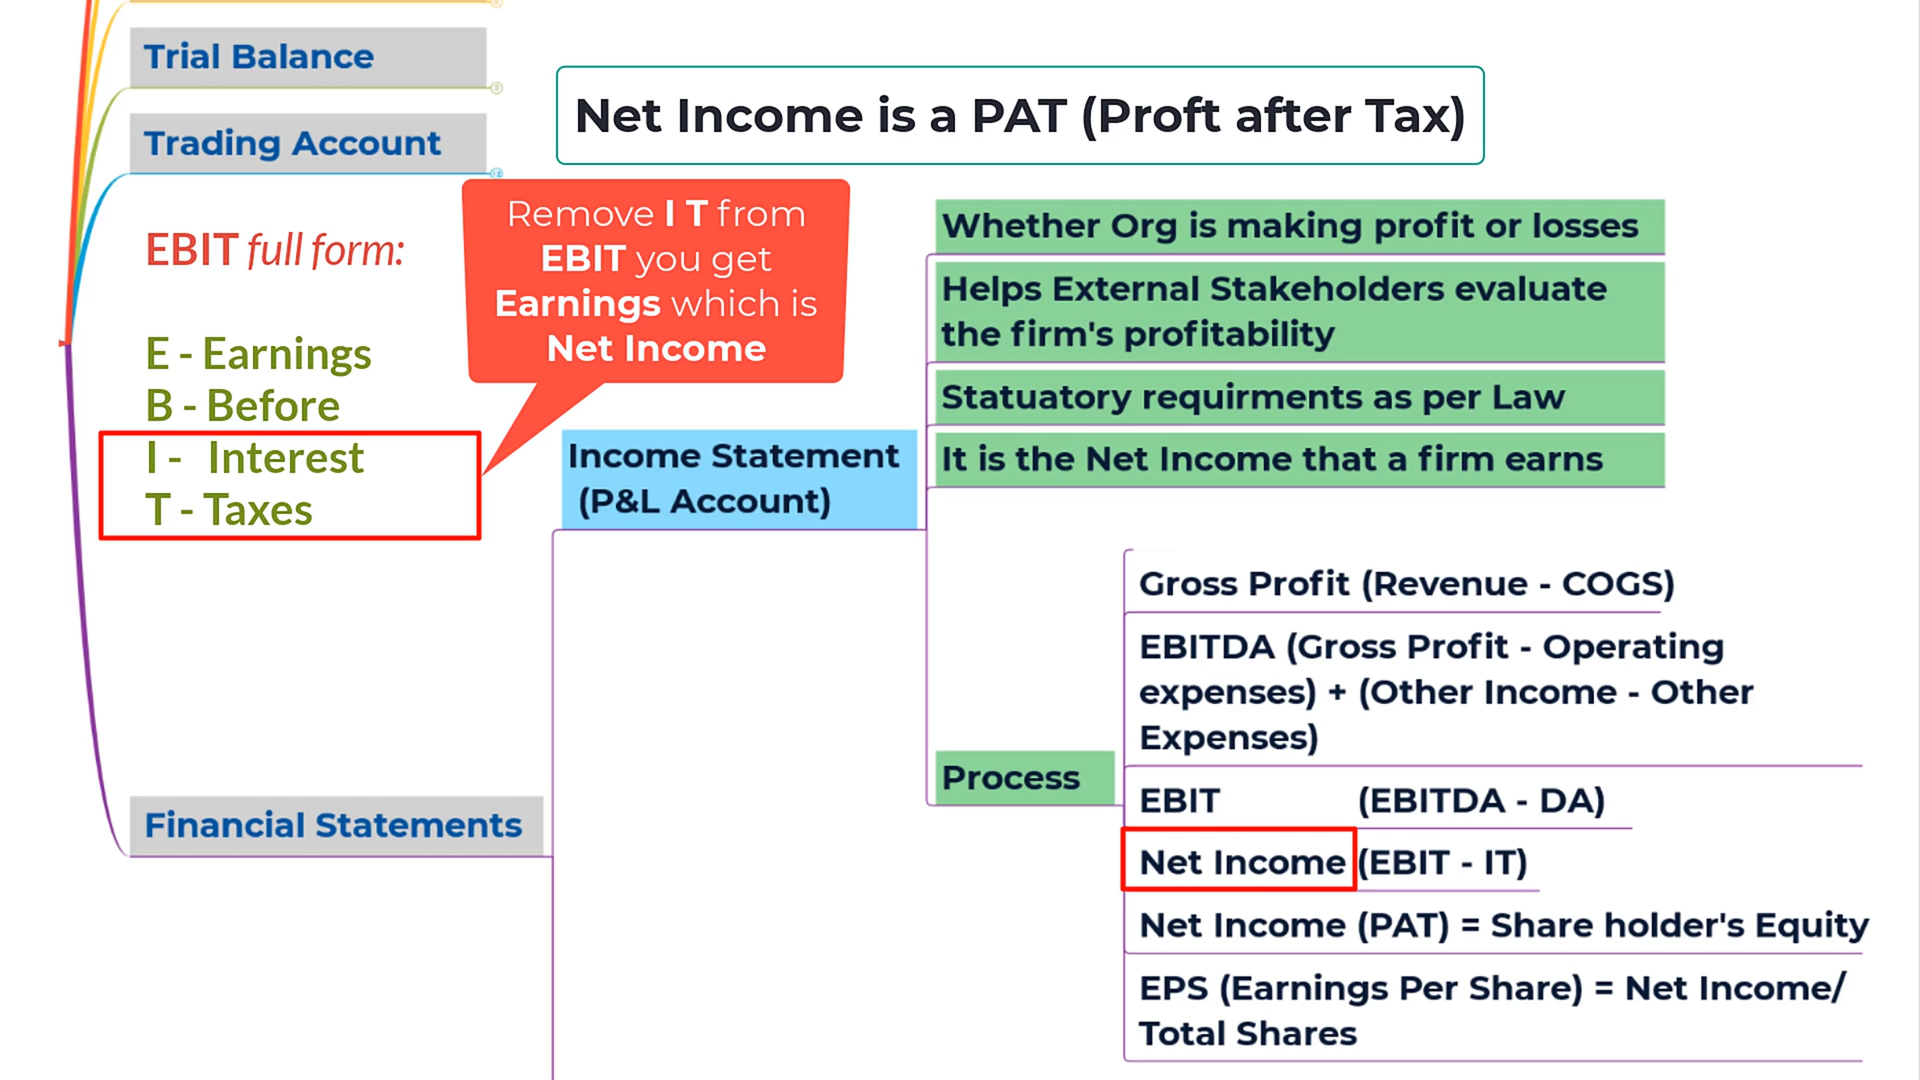 Trial Balance
Trading Account
Net Income is a PAT (Proft after Tax)
EBIT full form:
E - Earnings
B - Before
I - Interest
T - Taxes
Remove I T from
EBIT you get
Earnings which is
Net Income
Income Statement
(P&L Account)
Whether Org is making profit or losses
Helps External Stakeholders evaluate
the firm's profitability
Statuatory requirments as per Law
It is the Net Income that a firm earns
Process
Gross Profit (Revenue - COGS)
EBITDA (Gross Profit - Operating
expenses) + (Other Income - Other
Expenses)
EBIT (EBITDA - DA)
Net Income (EBIT - IT)
Net Income (PAT) = Share holder's Equity
EPS (Earnings Per Share) = Net Income/
Total Shares
Financial Statements